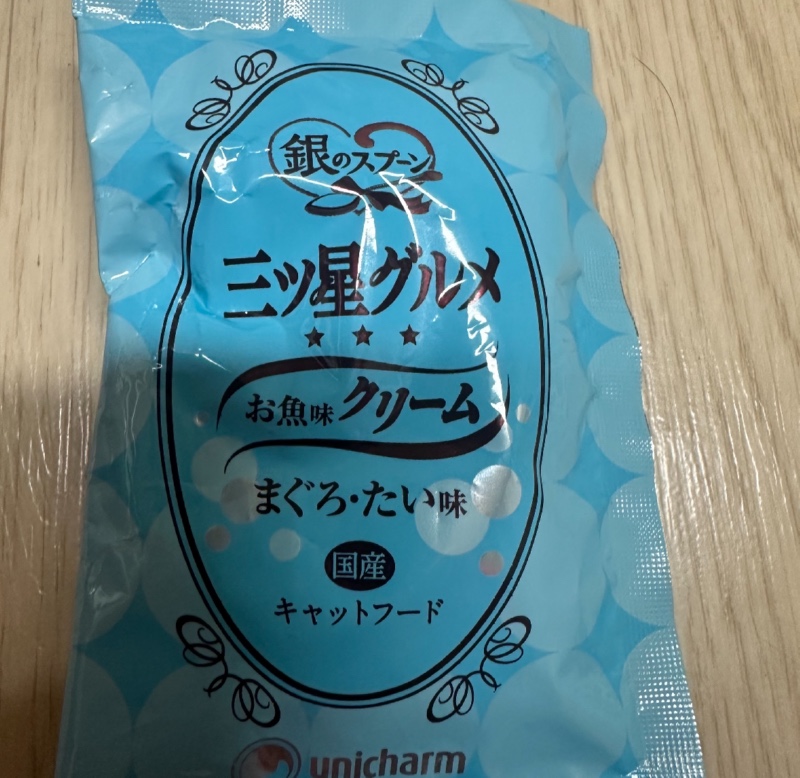 銀のスプーン
三ツ星グルメ
★★★
お魚味クリーム
まぐろ・たい味
国産
キャットフード
unicharm